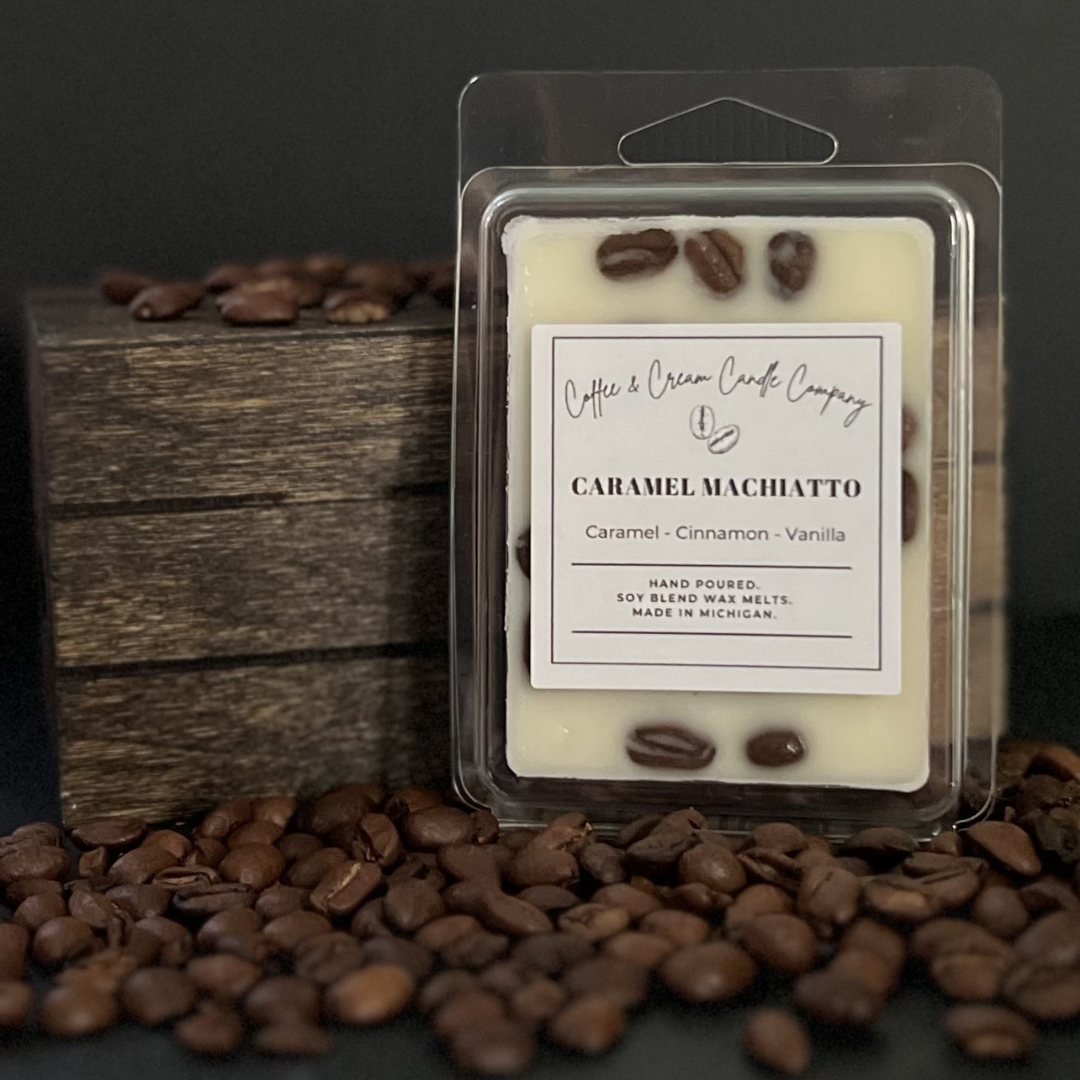 Coffee & Cream Candle Company
CARAMEL MACHIATTO
Caramel - Cinnamon - Vanilla
HAND POURED.
SOY BLEND WAX MELTS.
MADE IN MICHIGAN.